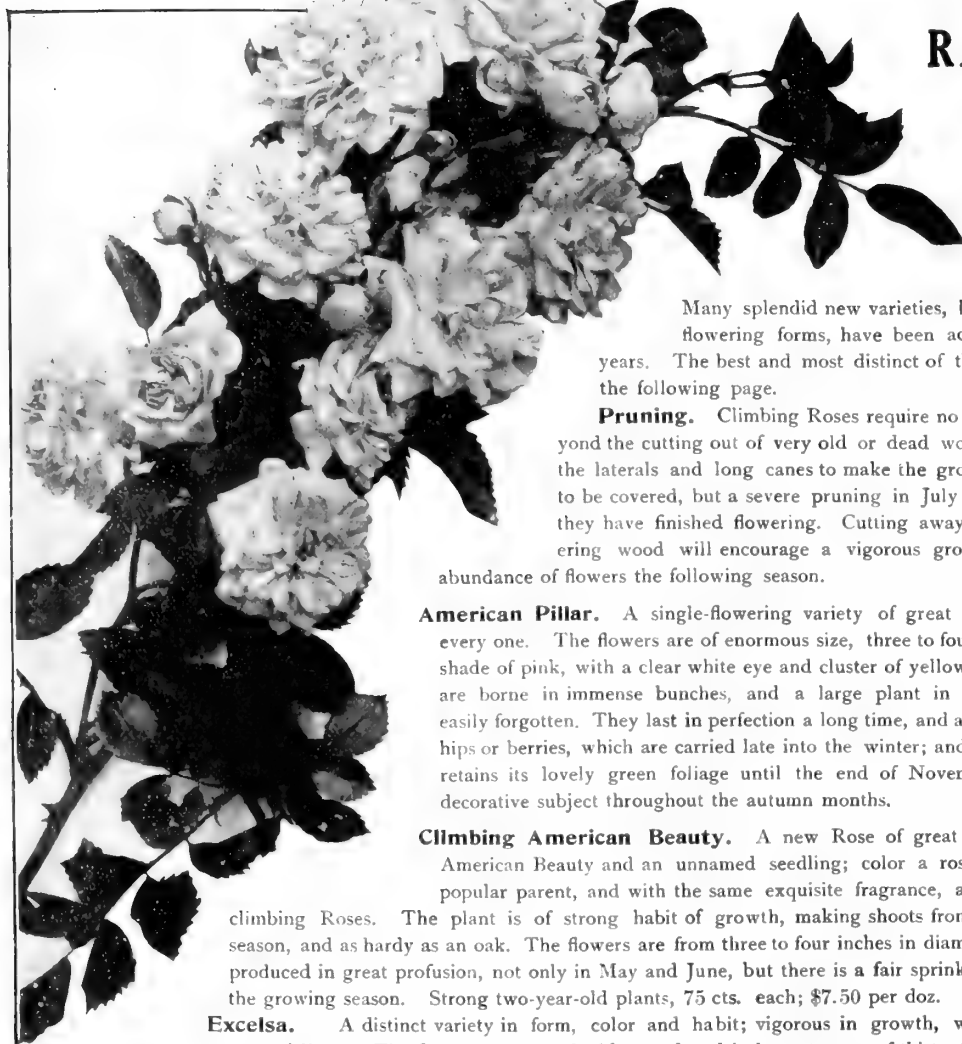 R
Many splendid new varieties,
flowering forms, have been
years. The best and most distinct of
the following page.
Pruning. Climbing Roses require no
yond the cutting out of very old or dead
the laterals and long canes to make the
to be covered, but a severe pruning in July
they have finished flowering. Cutting away
ering wood will encourage a vigorous
abundance of flowers the following season.
American Pillar. A single-flowering variety of great
every one. The flowers are of enormous size, three to
shade of pink, with a clear white eye and cluster of yellow
are borne in immense bunches, and a large plant in
easily forgotten. They last in perfection a long time, and
hips or berries, which are carried late into the winter; and
retains its lovely green foliage until the end of
decorative subject throughout the autumn months.
Climbing American Beauty. A new Rose of great
American Beauty and an unnamed seedling; color a
popular parent, and with the same exquisite fragrance,
climbing Roses. The plant is of strong habit of growth, making shoots
season, and as hardy as an oak. The flowers are from three to four inches in
produced in great profusion, not only in May and June, but there is a fair
the growing season. Strong two-year-old plants, 75 cts. each; $7.50 per doz.
Excelsa. A distinct variety in form, color and habit; vigorous in growth,